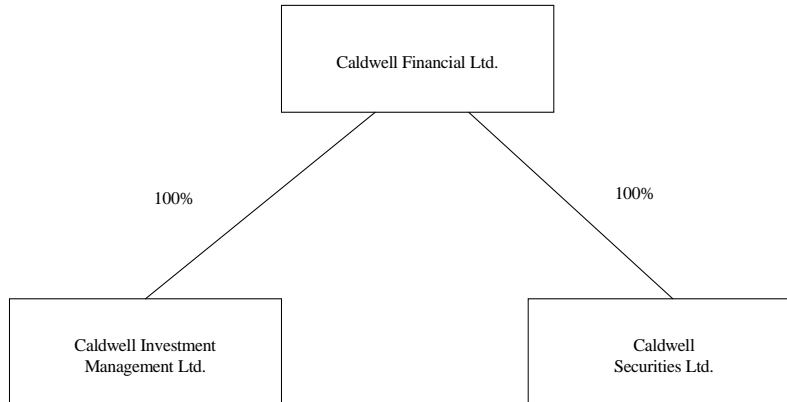 Caldwell Financial Ltd.
100%
100%
Caldwell Investment
Management Ltd.
Caldwell
Securities Ltd.